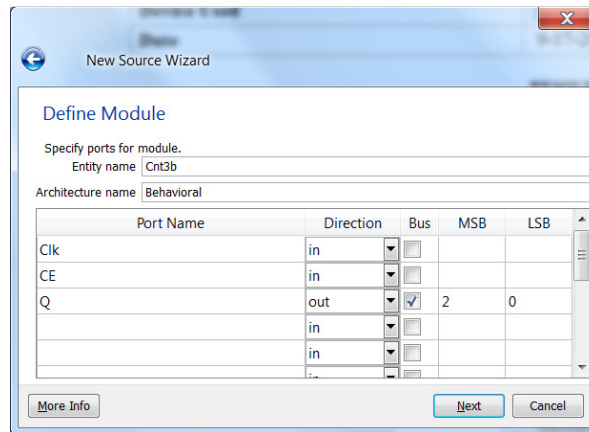 Date
New Source Wizard
Define Module
Specify ports for module.
Entity name Cnt3b
Architecture name Behavioral
Port Name Direction Bus MSB LSB
Clk in
CE in
Q out 2 0
in
in
More Info Next Cancel